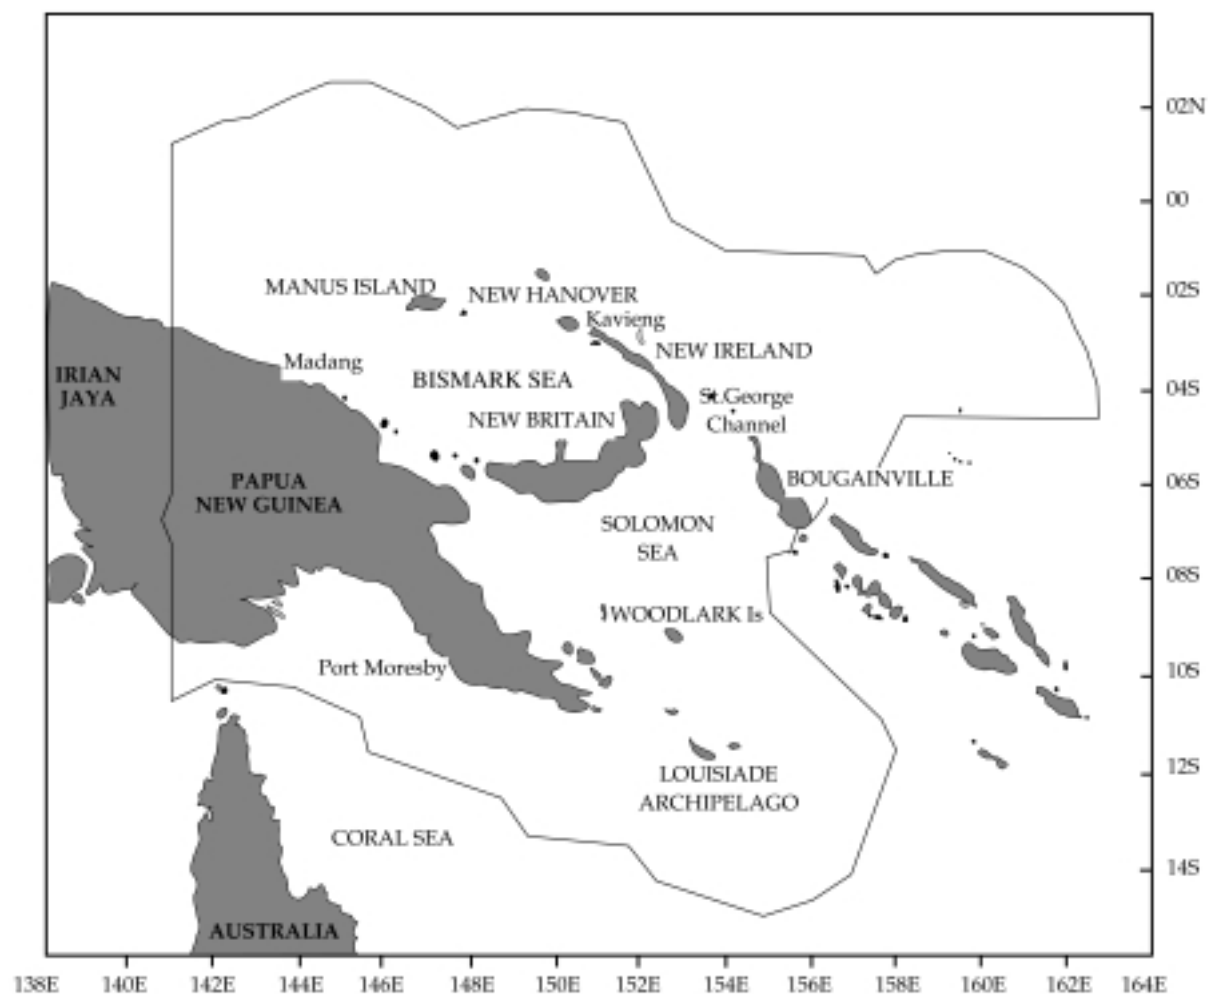 02N
00
MANUS ISLAND
NEW HANOVER
02S
Kavieng
NEW IRELAND
Madang
IRIAN
JAYA
BISMARK SEA
04S
St.George
Channel
NEW BRITAIN
PAPUA
NEW GUINEA
BOUGAINVILLE
06S
SOLOMON
SEA
08S
WOODLARK Is
Port Moresby
10S
LOUISIADE
ARCHIPELAGO
12S
CORAL SEA
14S
AUSTRALIA
138E 140E 142E 144E 146E 148E 150E 152E 154E 156E 158E 160E 162E 164E